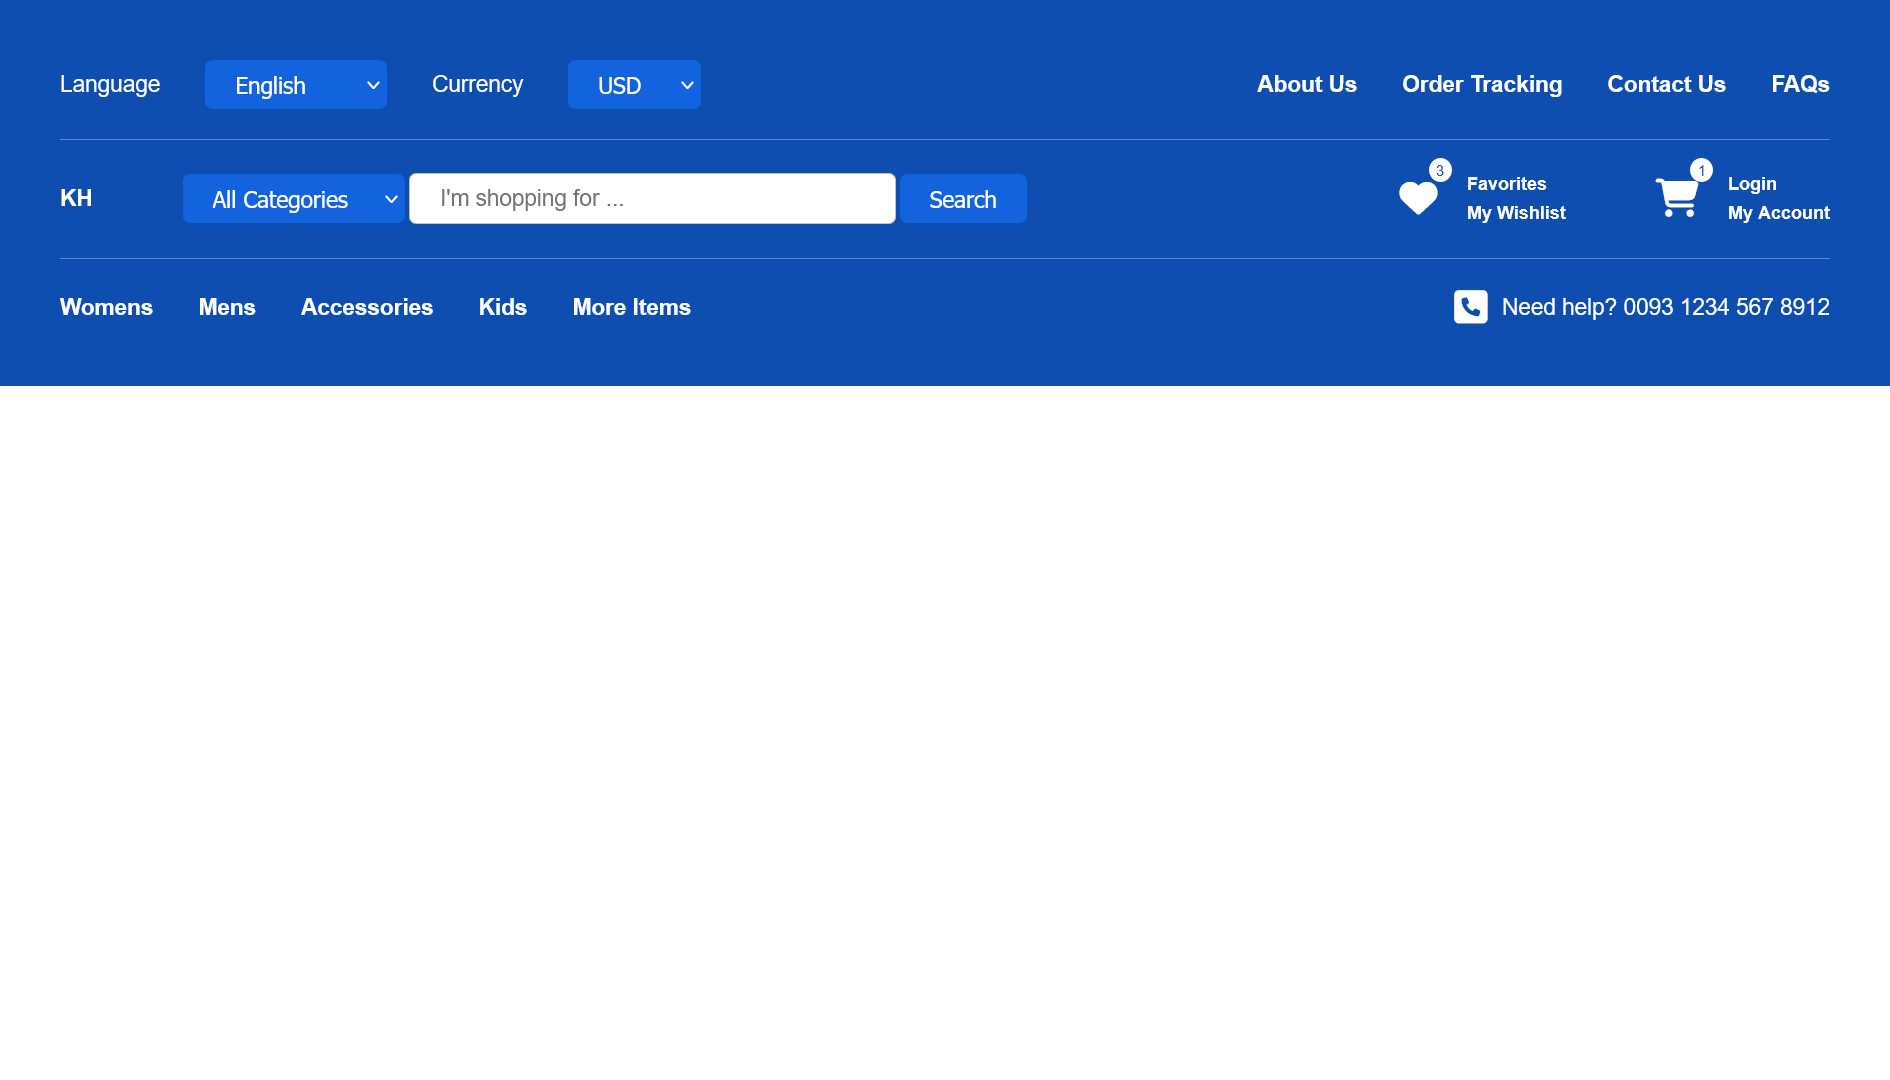 Language English Currency USD About Us Order Tracking Contact Us FAQs
KH All Categories I'm shopping for ... Search 3 Favorites 1 Login
My Wishlist My Account
Womens Mens Accessories Kids More Items Need help? 0093 1234 567 8912